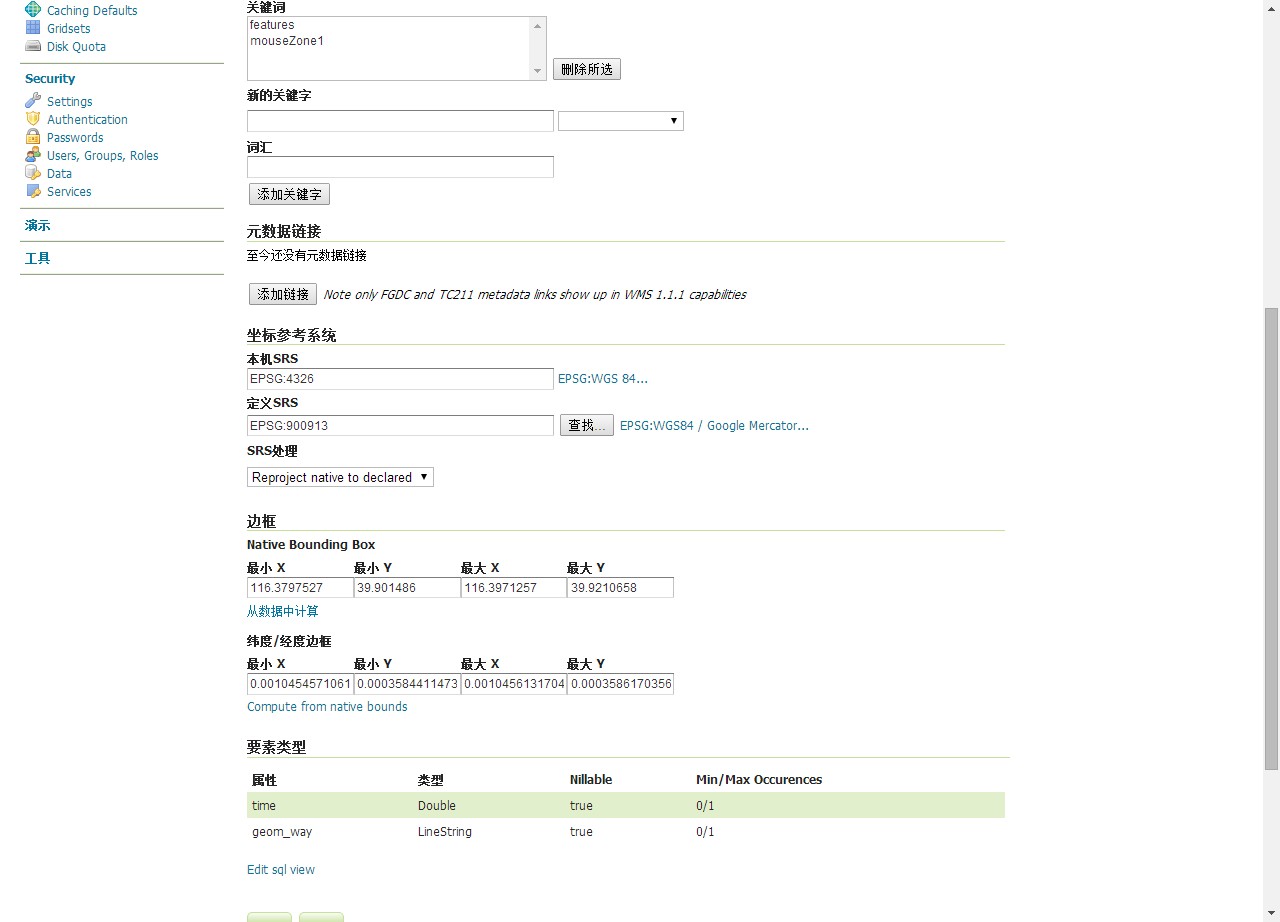 Caching Defaults
Gridsets
Disk Quota
Security
Settings
Authentication
Passwords
Users, Groups, Roles
Data
Services
演示
工具
关键词
features
mouseZone1
删除所选
新的关键字
词汇
添加关键字
元数据链接
至今还没有元数据链接
添加链接 Note only FGDC and TC211 metadata links show up in WMS 1.1.1 capabilities
坐标参考系统
本机SRS
EPSG:4326 EPSG:WGS 84...
定义SRS
EPSG:900913 查找... EPSG:WGS84 / Google Mercator...
SRS处理
Reproject native to declared
边框
Native Bounding Box
最小 X 最小 Y 最大 X 最大 Y
116.3797527 39.901486 116.3971257 39.9210658
从数据中计算
纬度/经度边框
最小 X 最小 Y 最大 X 最大 Y
0.0010454571061 0.0003584411473 0.0010456131704 0.0003586170356
Compute from native bounds
要素类型
属性 类型 Nillable Min/Max Occurences
time Double true 0/1
geom_way LineString true 0/1
Edit sql view